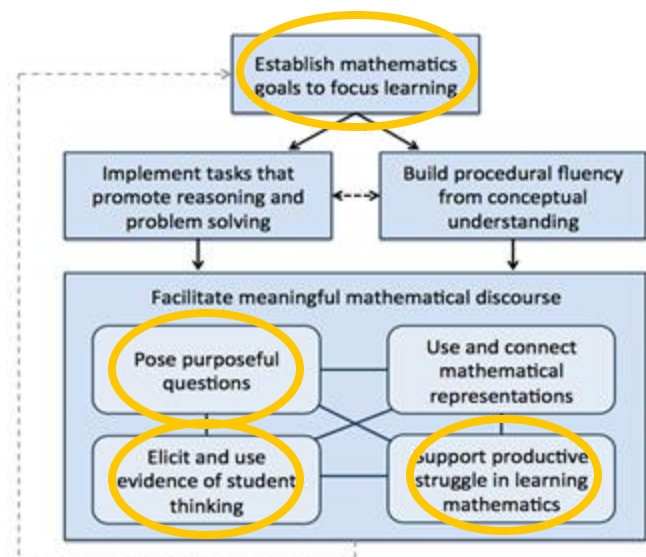 Establish mathematics
goals to focus learning
Implement tasks that
promote reasoning and
problem solving
Build procedural fluency
from conceptual
understanding
Facilitate meaningful mathematical discourse
Pose purposeful
questions
Use and connect
mathematical
representations
Elicit and use
evidence of student
thinking
Support productive
struggle in learning
mathematics